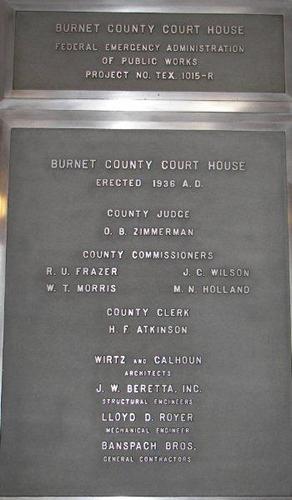 BURNET COUNTY COURT HOUSE
FEDERAL EMERGENCY ADMINISTRATION
OF PUBLIC WORKS
PROJECT NO. TEX. 1015-R
BURNET COUNTY COURT HOUSE
ERECTED 1936 A.D.
COUNTY JUDGE
O. B. ZIMMERMAN
COUNTY COMMISSIONERS
R. U. FRAZER J. C. WILSON
W. T. MORRIS M. N. HOLLAND
COUNTY CLERK
H. F. ATKINSON
WIRTZ AND CALHOUN
ARCHITECTS
J. W. BERETTA, INC.
STRUCTURAL ENGINEERS
LLOYD D. ROYER
MECHANICAL ENGINEER
BANSPACH BROS.
GENERAL CONTRACTORS